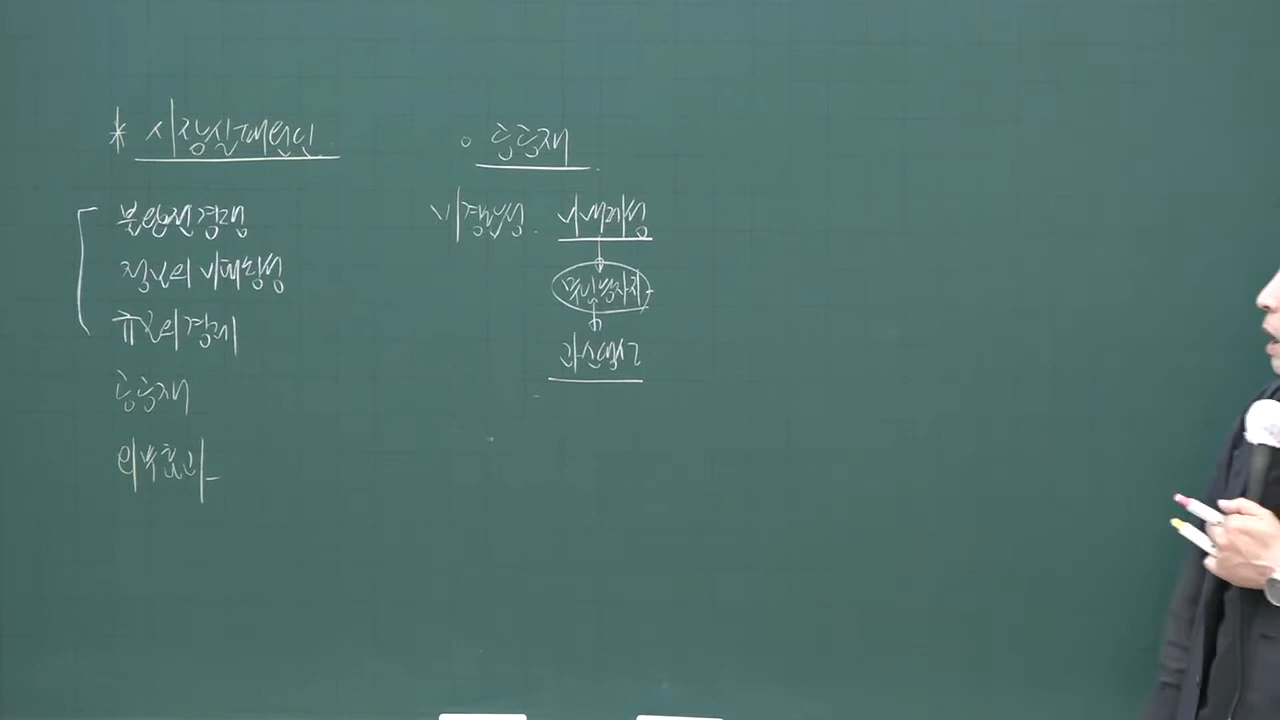 * 시장실패원인
불완전경쟁
정보의 비대칭성
규모의경제
공공재
외부효과
○ 공공재
비경합성. 비배제성
무임승차자
과소생산